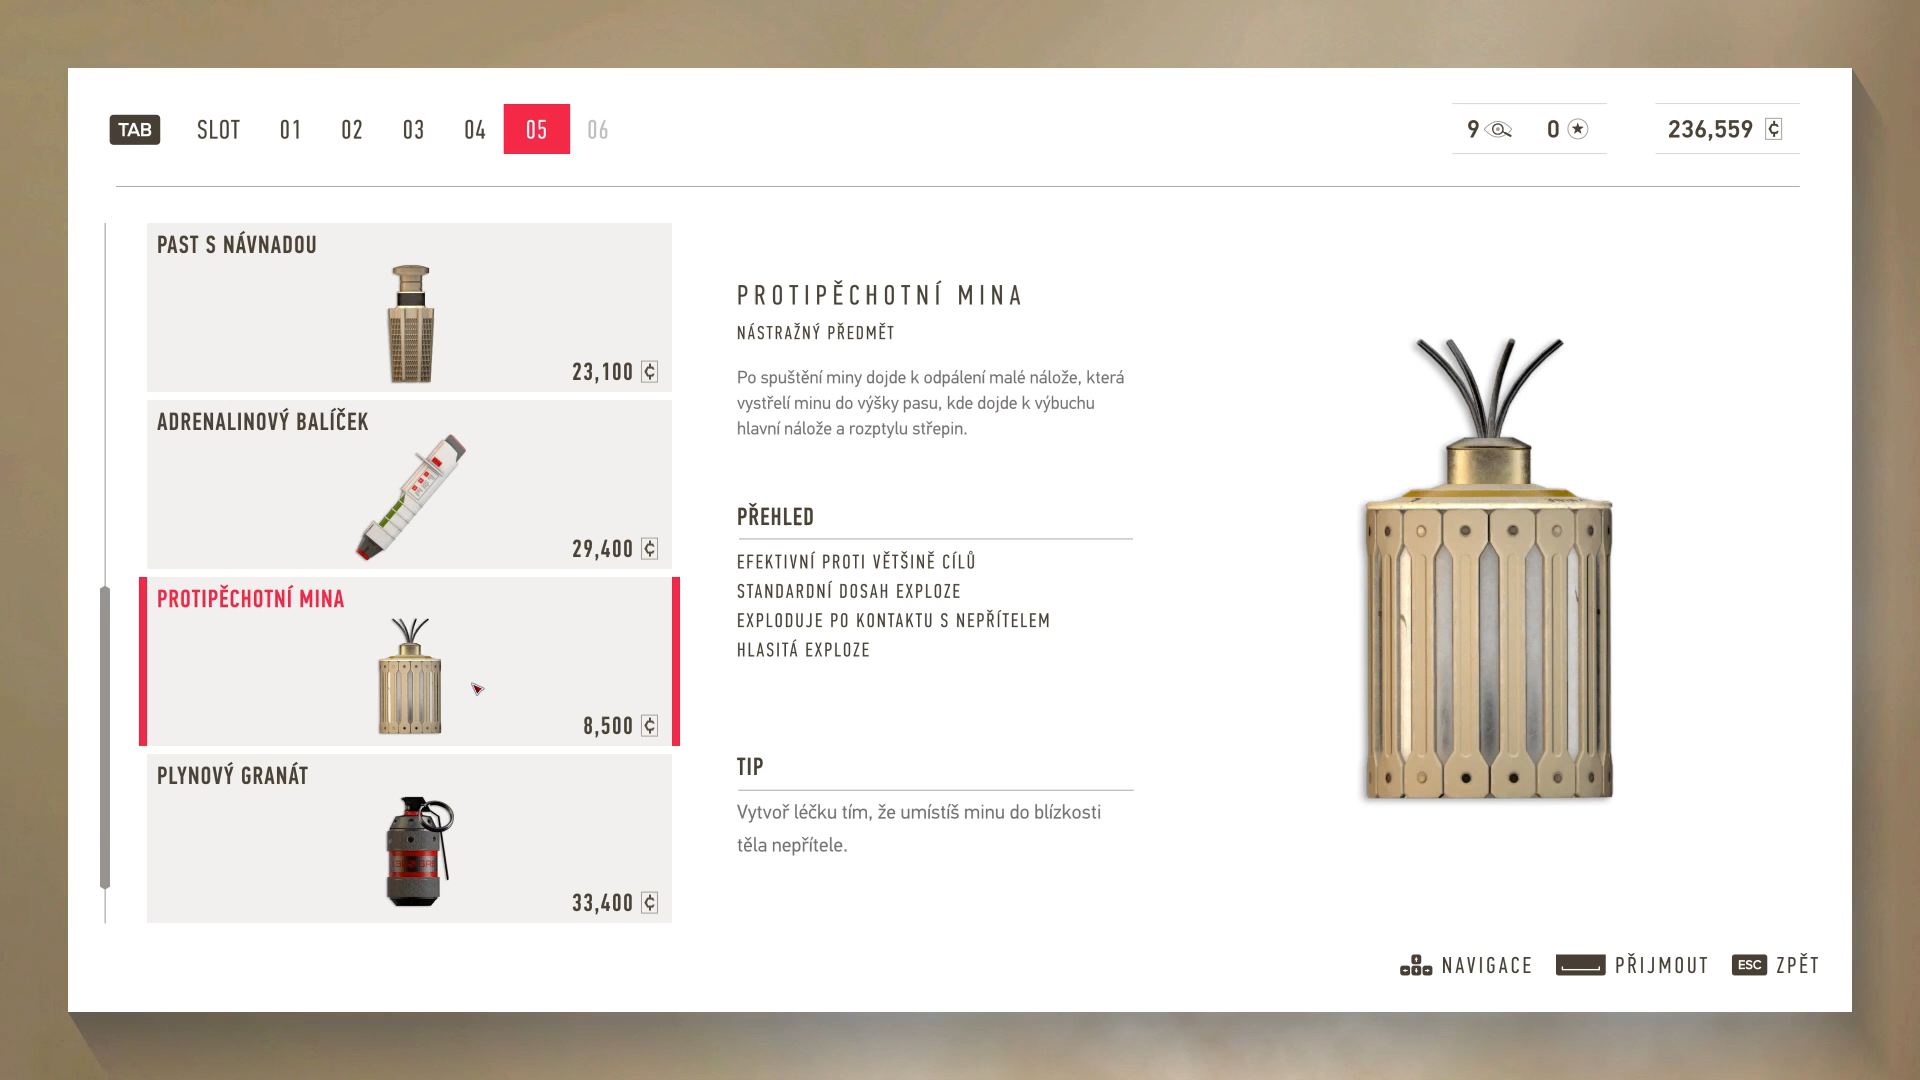 TAB SLOT 01 02 03 04 05 06
9 0 236,559
PAST S NÁVNADOU
23,100
ADRENALINOVÝ BALÍČEK
29,400
PROTIPĚCHOTNÍ MINA
8,500
PLYNOVÝ GRANÁT
33,400
PROTIPĚCHOTNÍ MINA
NÁSTRAŽNÝ PŘEDMĚT
Po spuštění miny dojde k odpálení malé nálože, která
vystřelí minu do výšky pasu, kde dojde k výbuchu
hlavní nálože a rozptylu střepin.
PŘEHLED
EFEKTIVNÍ PROTI VĚTŠINĚ CÍLŮ
STANDARDNÍ DOSAH EXPLOZE
EXPLODUJE PO KONTAKTU S NEPŘÍTELEM
HLASITÁ EXPLOZE
TIP
Vytvoř léčku tím, že umístíš minu do blízkosti
těla nepřítele.
NAVIGACE PŘIJMOUT ESC ZPĚT